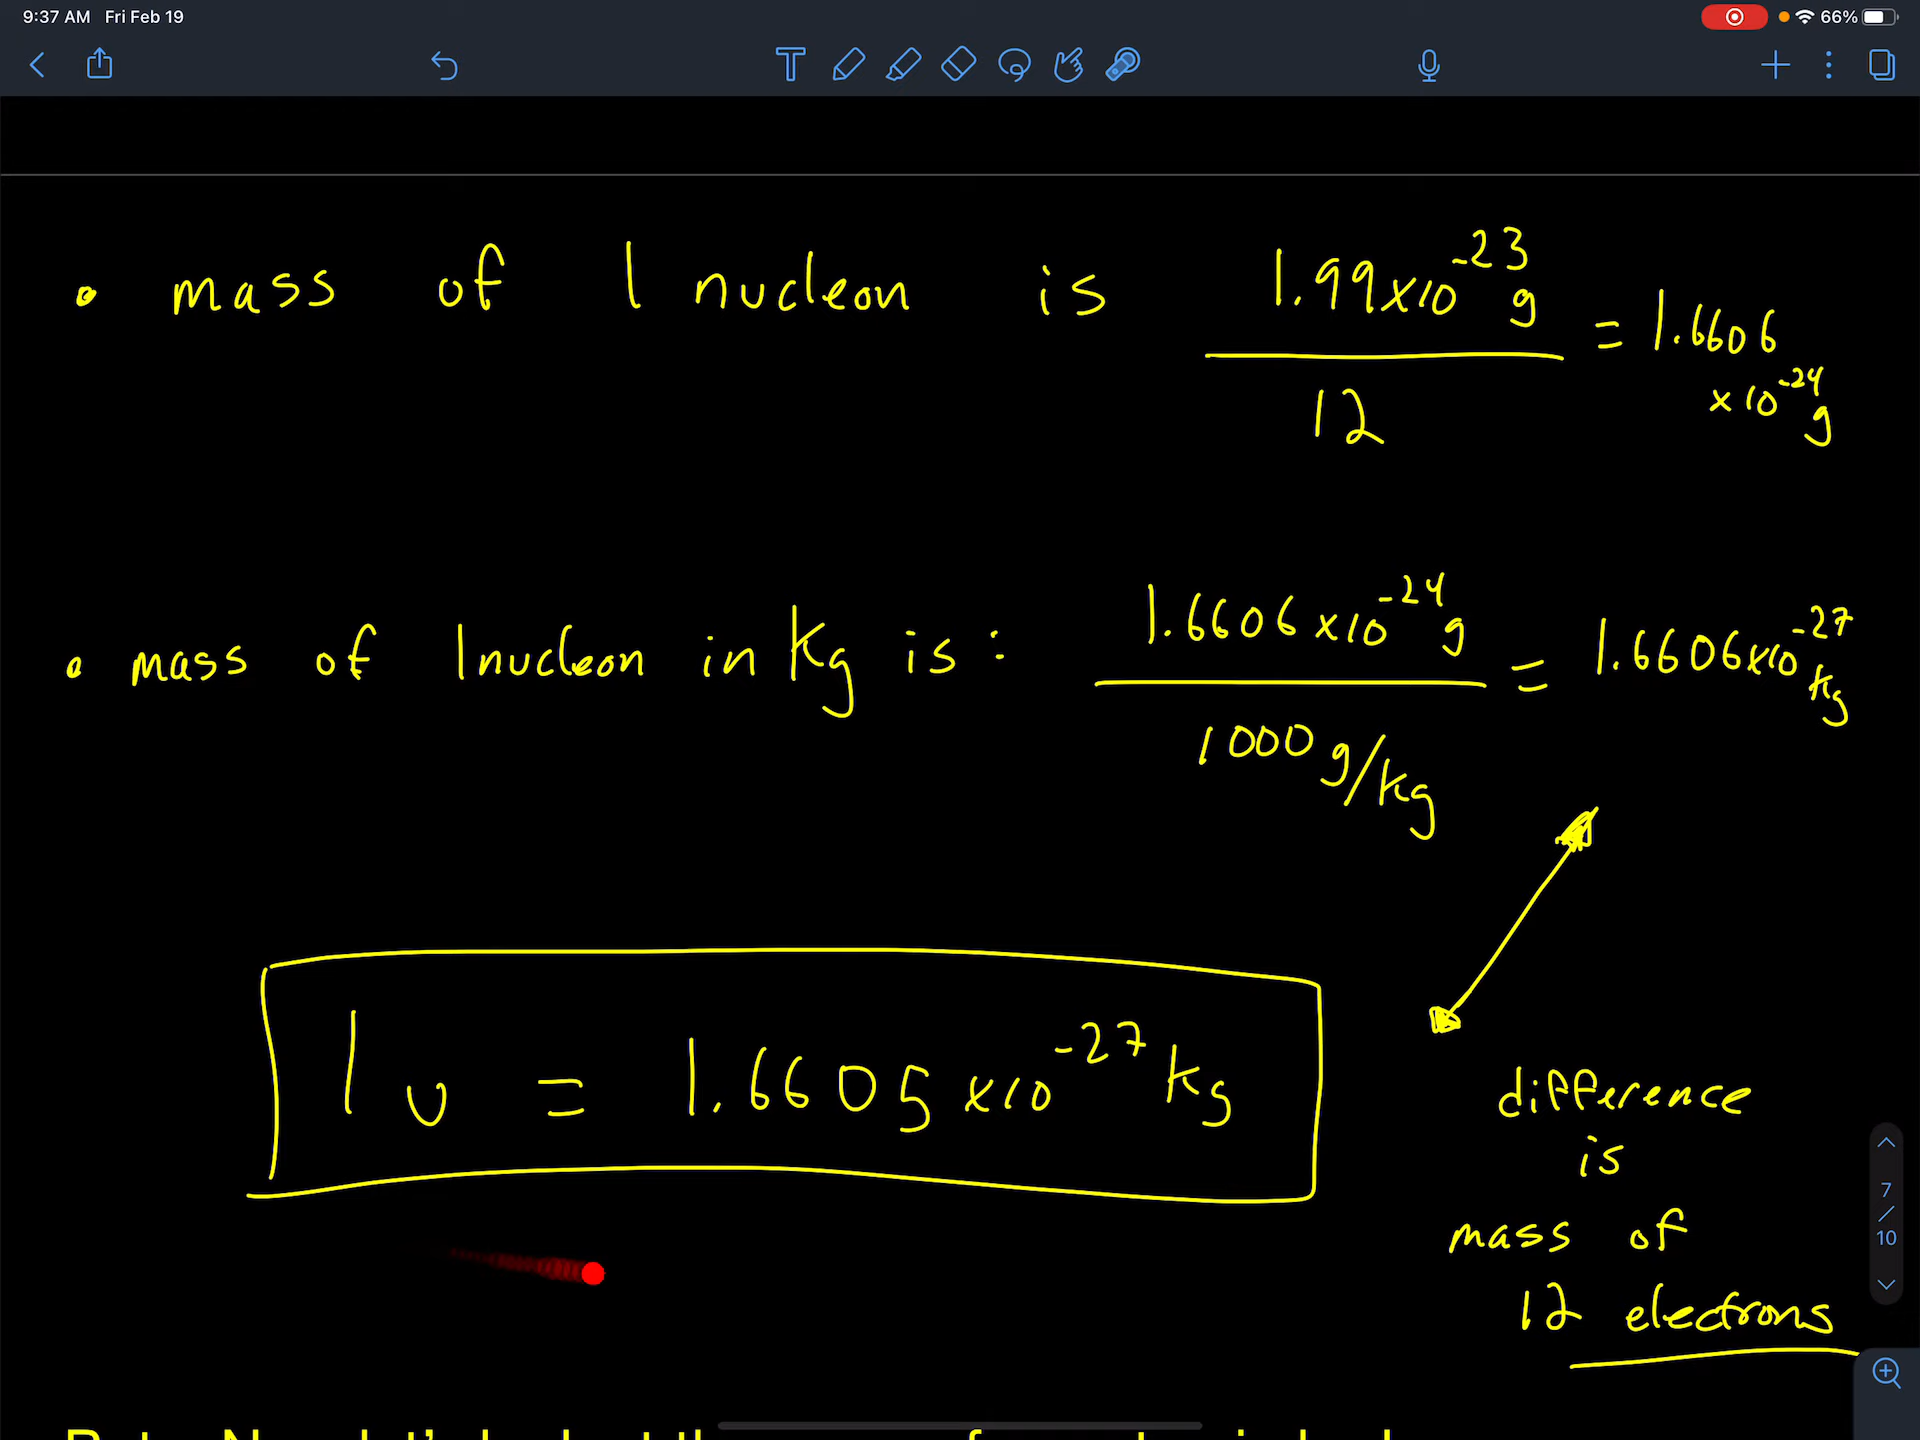 9:37 AM Fri Feb 19
66%
• mass of 1 nucleon is 1.99x10^-23 g / 12 = 1.6606 x10^-24 g
• mass of 1nucleon in Kg is: 1.6606x10^-24 g / 1000 g/kg = 1.6606x10^-27 kg
1 u = 1.6605x10^-27 kg
difference
is
mass of
12 electrons
7
/
10